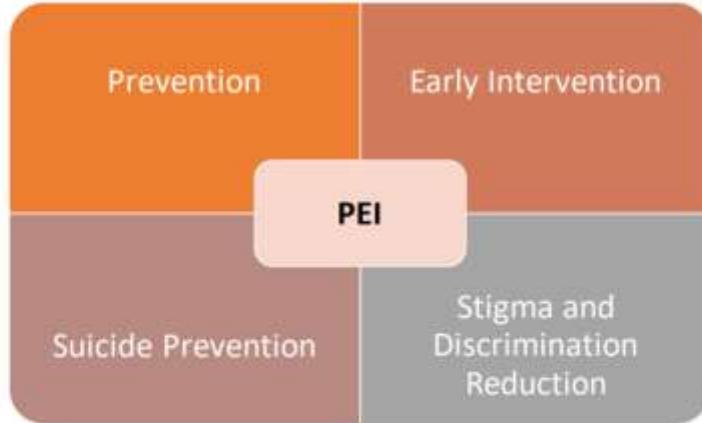 Prevention
Early Intervention
PEI
Suicide Prevention
Stigma and
Discrimination
Reduction